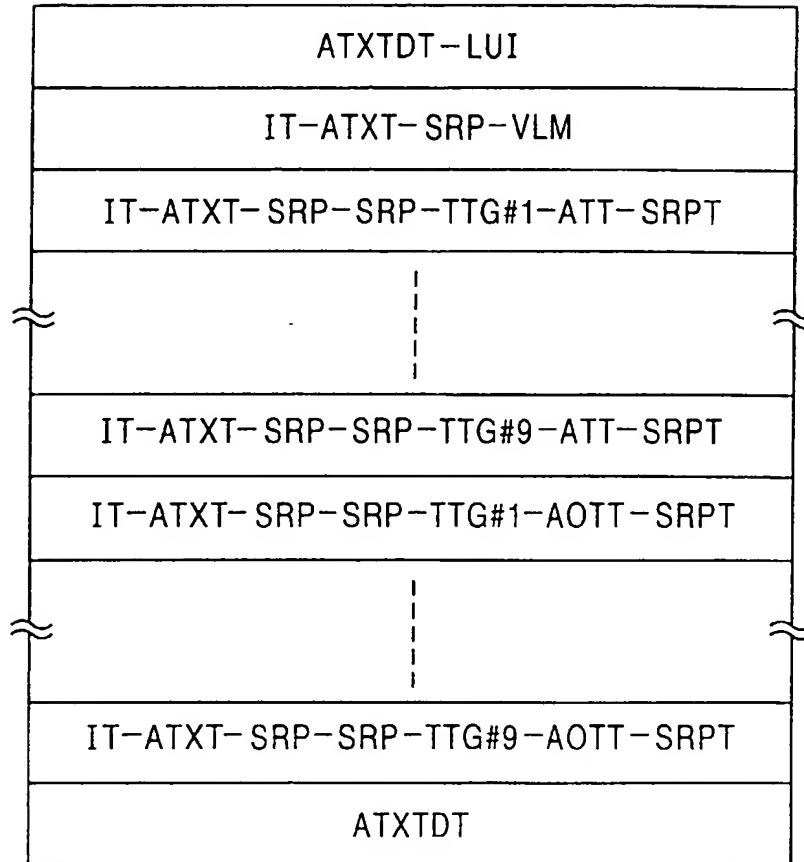 ATXTDT-LUI
IT-ATXT-SRP-VLM
IT-ATXT-SRP-SRP-TTG#1-ATT-SRPT
IT-ATXT-SRP-SRP-TTG#9-ATT-SRPT
IT-ATXT-SRP-SRP-TTG#1-AOTT-SRPT
IT-ATXT-SRP-SRP-TTG#9-AOTT-SRPT
ATXTDT